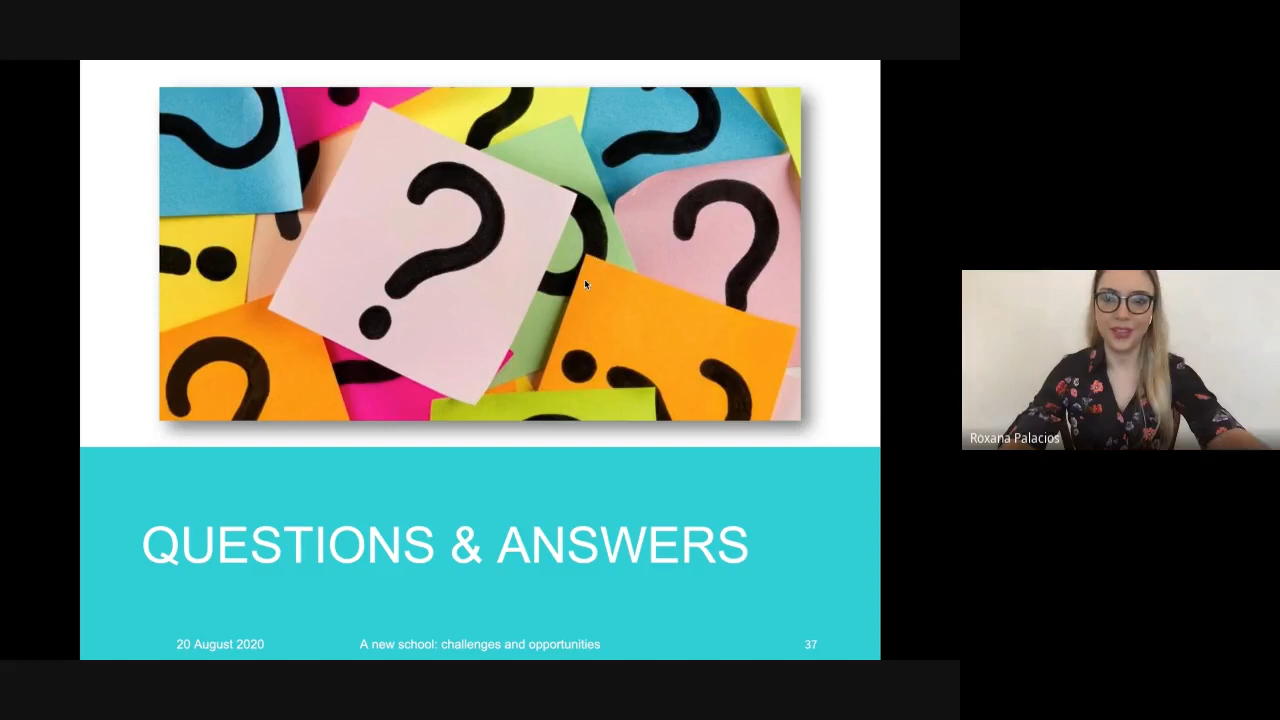 QUESTIONS & ANSWERS
20 August 2020
A new school: challenges and opportunities
37
Roxana Palacios